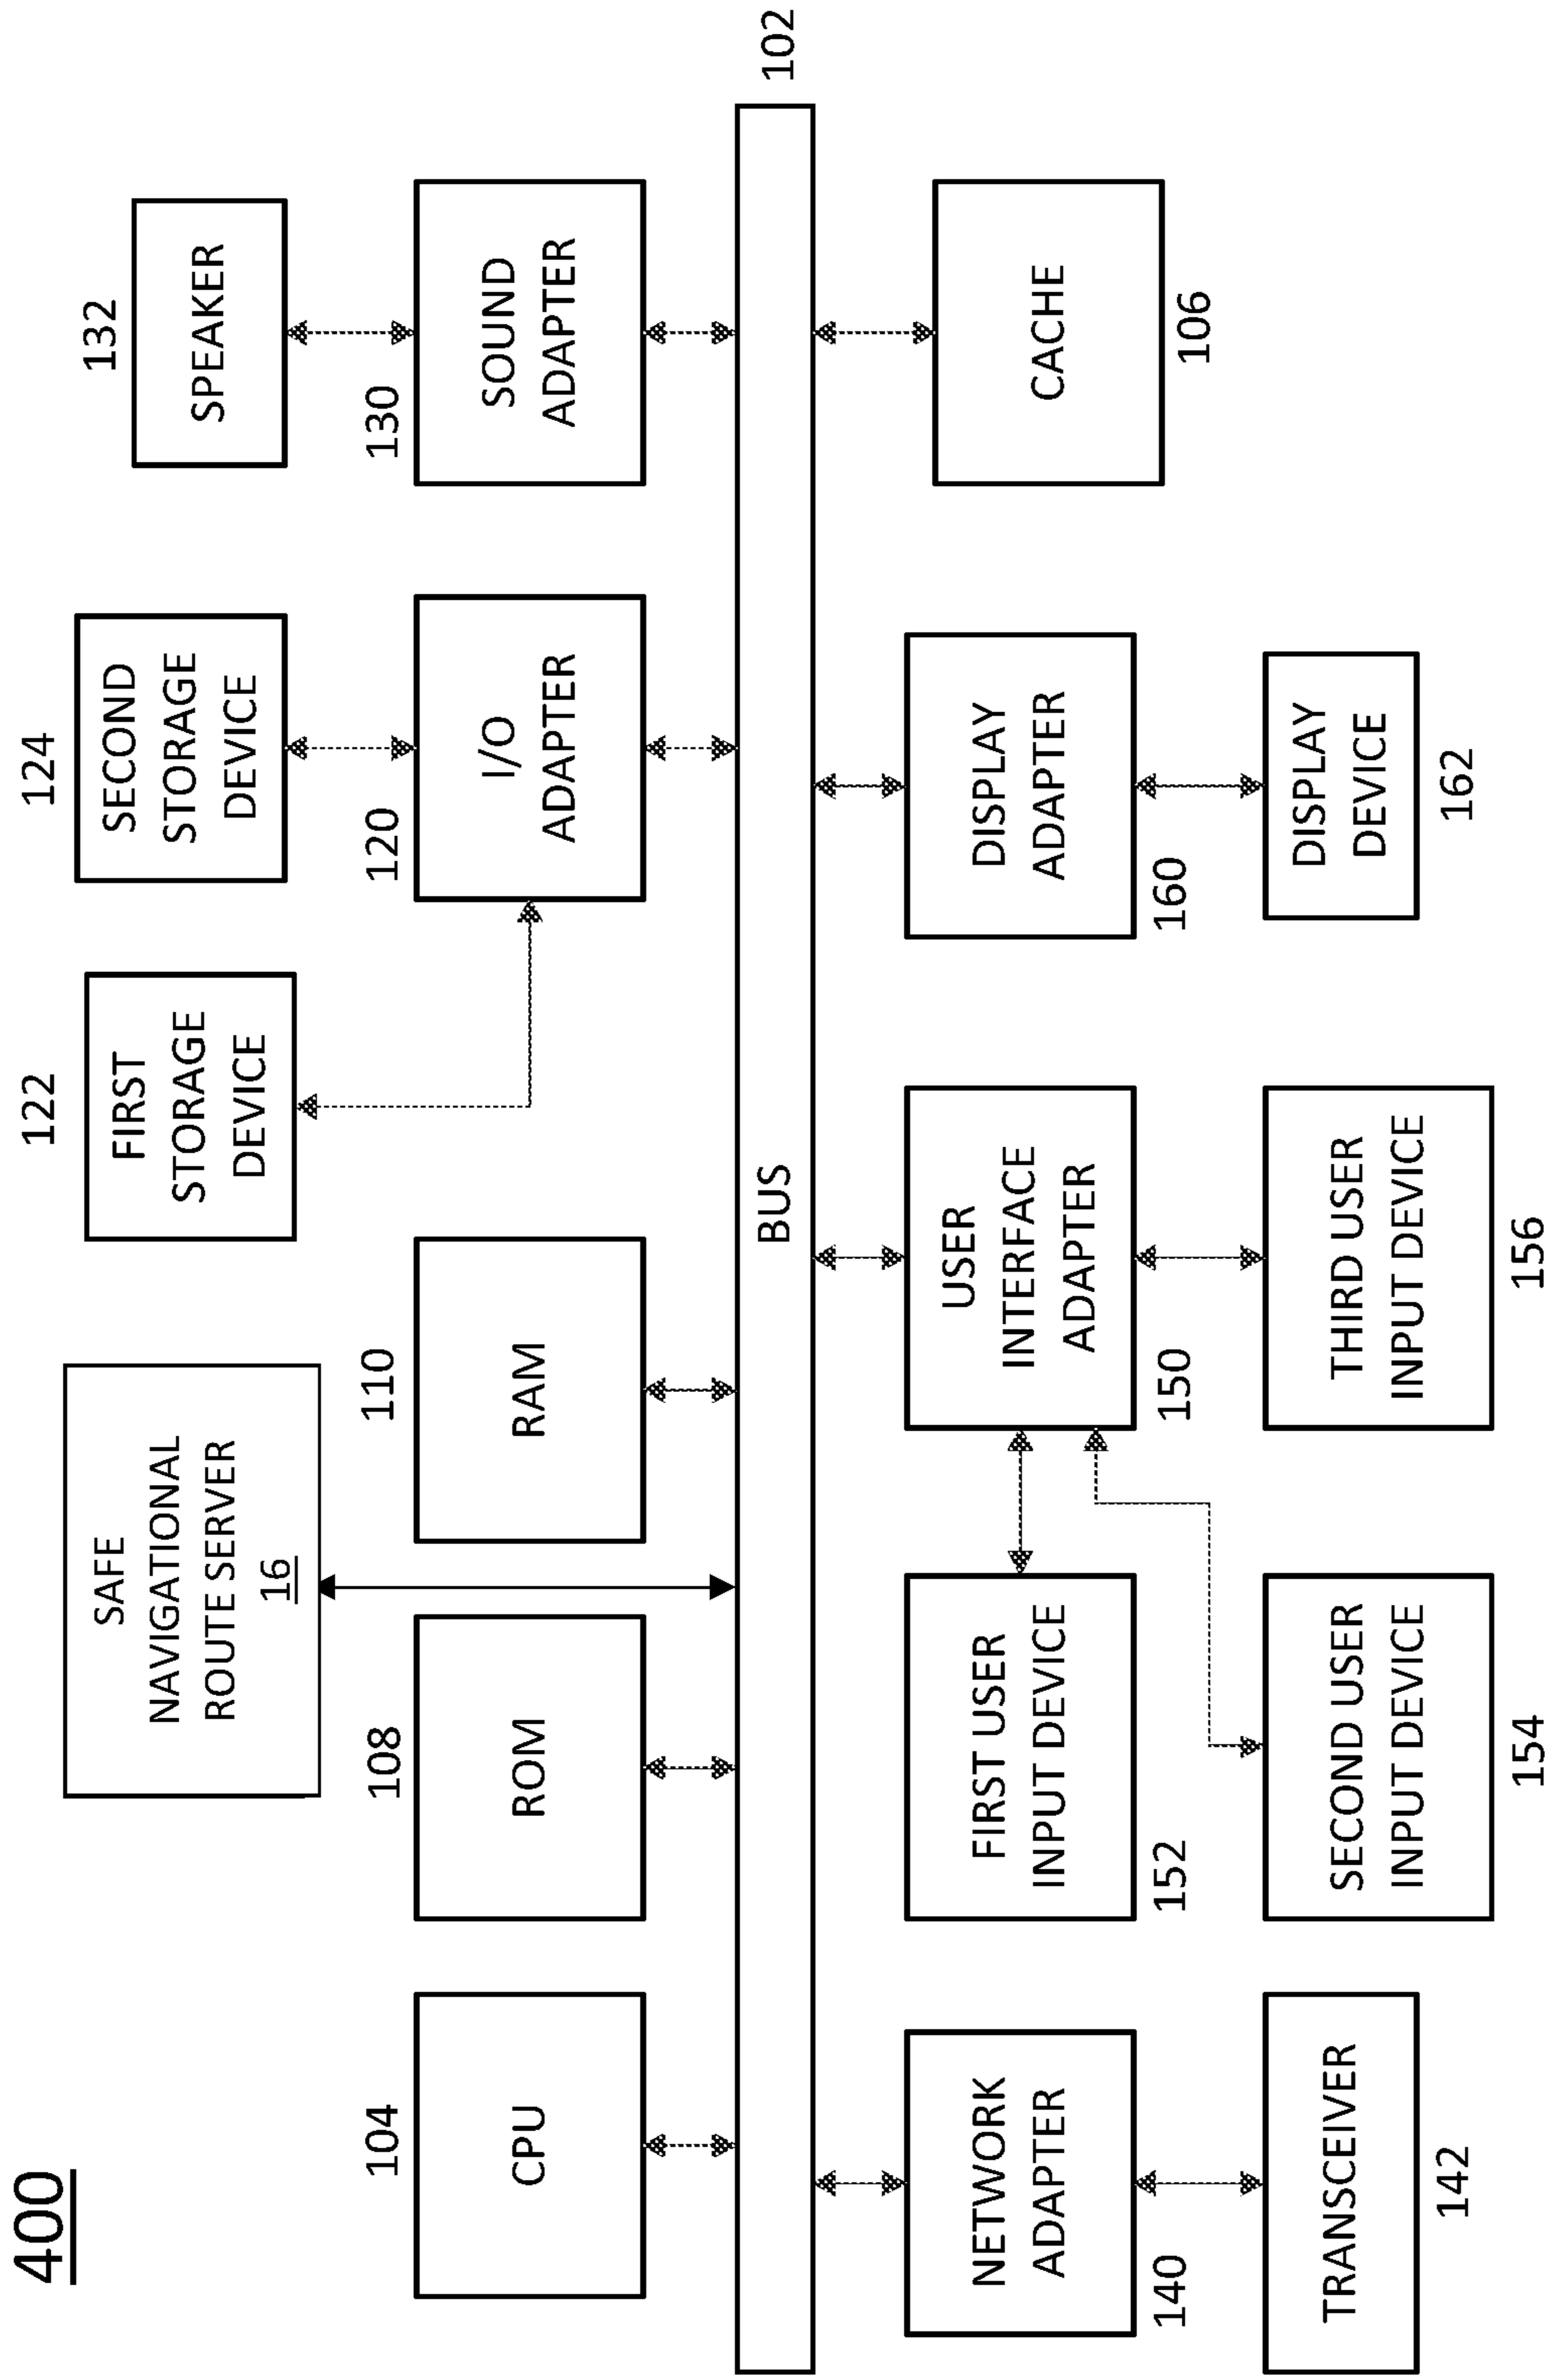 400
SAFE
NAVIGATIONAL
ROUTE SERVER
16
122
FIRST
STORAGE
DEVICE
124
SECOND
STORAGE
DEVICE
132
SPEAKER
104
CPU
108
ROM
110
RAM
120
I/O
ADAPTER
130
SOUND
ADAPTER
BUS
102
NETWORK
ADAPTER
140
FIRST USER
INPUT DEVICE
152
USER
INTERFACE
ADAPTER
150
DISPLAY
ADAPTER
160
CACHE
106
TRANSCEIVER
142
SECOND USER
INPUT DEVICE
154
THIRD USER
INPUT DEVICE
156
DISPLAY
DEVICE
162